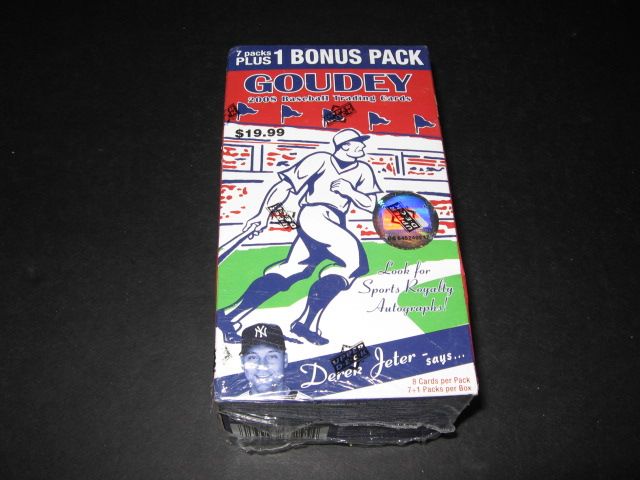 7 packs
PLUS 1 BONUS PACK
GOUDEY
2008 Baseball Trading Cards
$19.99
Look for
Sports Royalty
Autographs!
Derek Jeter - says...
8 Cards per Pack
7+1 Packs per Box